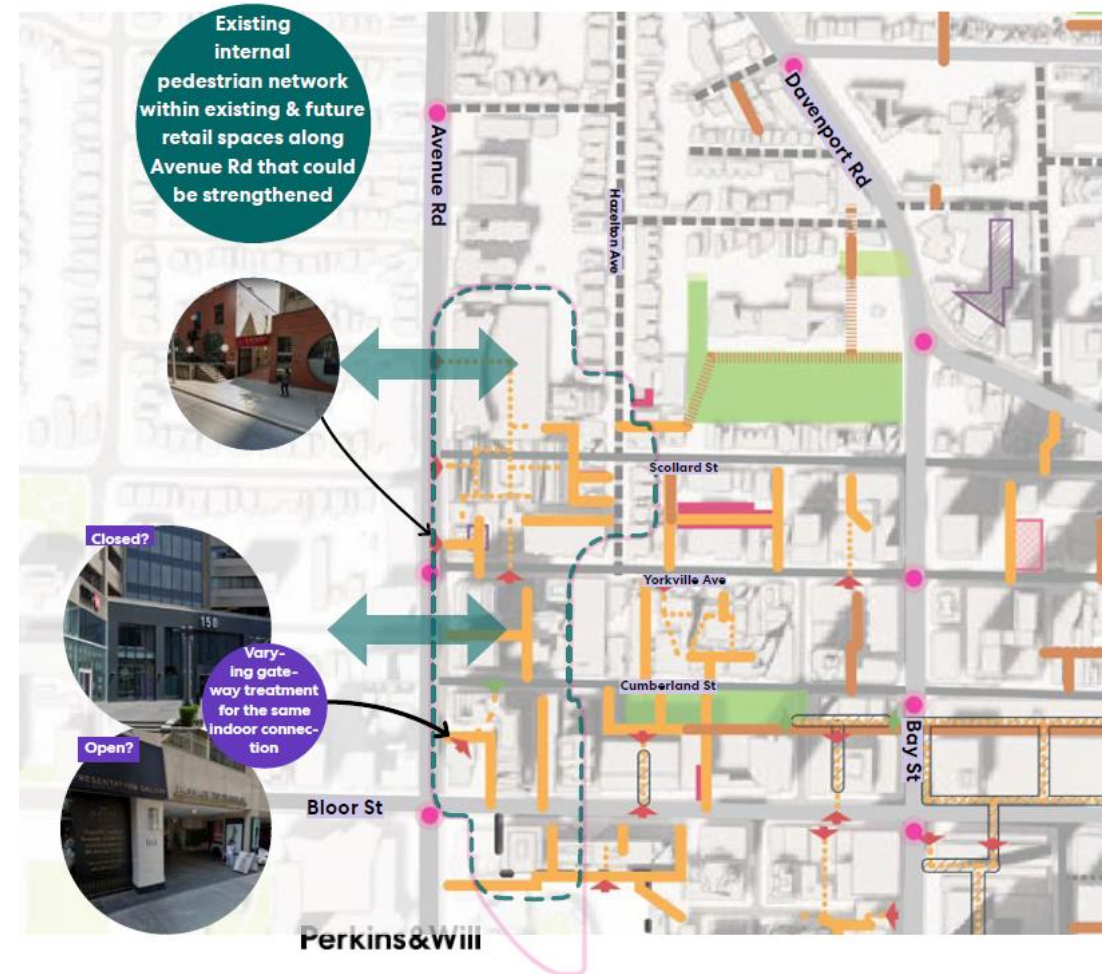 Existing
internal
pedestrian network
within existing & future
retail spaces along
Avenue Rd that could
be strengthened
Avenue Rd
Davenport Rd
Hazelton Ave
Scollard St
Closed?
150
Yorkville Ave
Vary-
ing gate-
way treatment
for the same
indoor connec-
tion
Cumberland St
Open?
Bay St
Bloor St
Perkins&Will